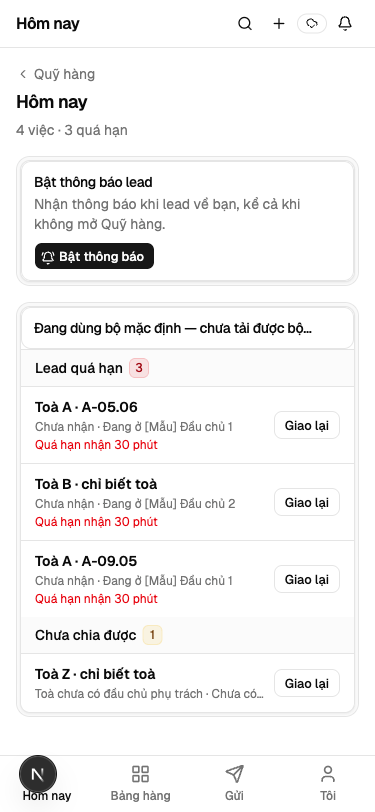 Hôm nay
Quỹ hàng
Hôm nay
4 việc · 3 quá hạn
Bật thông báo lead
Nhận thông báo khi lead về bạn, kể cả khi
không mở Quỹ hàng.
Bật thông báo
Đang dùng bộ mặc định — chưa tải được bộ...
Lead quá hạn 3
Toà A · A-05.06
Chưa nhận · Đang ở [Mẫu] Đầu chủ 1
Quá hạn nhận 30 phút
Giao lại
Toà B · chỉ biết toà
Chưa nhận · Đang ở [Mẫu] Đầu chủ 2
Quá hạn nhận 30 phút
Giao lại
Toà A · A-09.05
Chưa nhận · Đang ở [Mẫu] Đầu chủ 1
Quá hạn nhận 30 phút
Giao lại
Chưa chia được 1
Toà Z · chỉ biết toà
Toà chưa có đầu chủ phụ trách · Chưa có...
Giao lại
N
Hôm nay
Bảng hàng
Gửi
Tôi